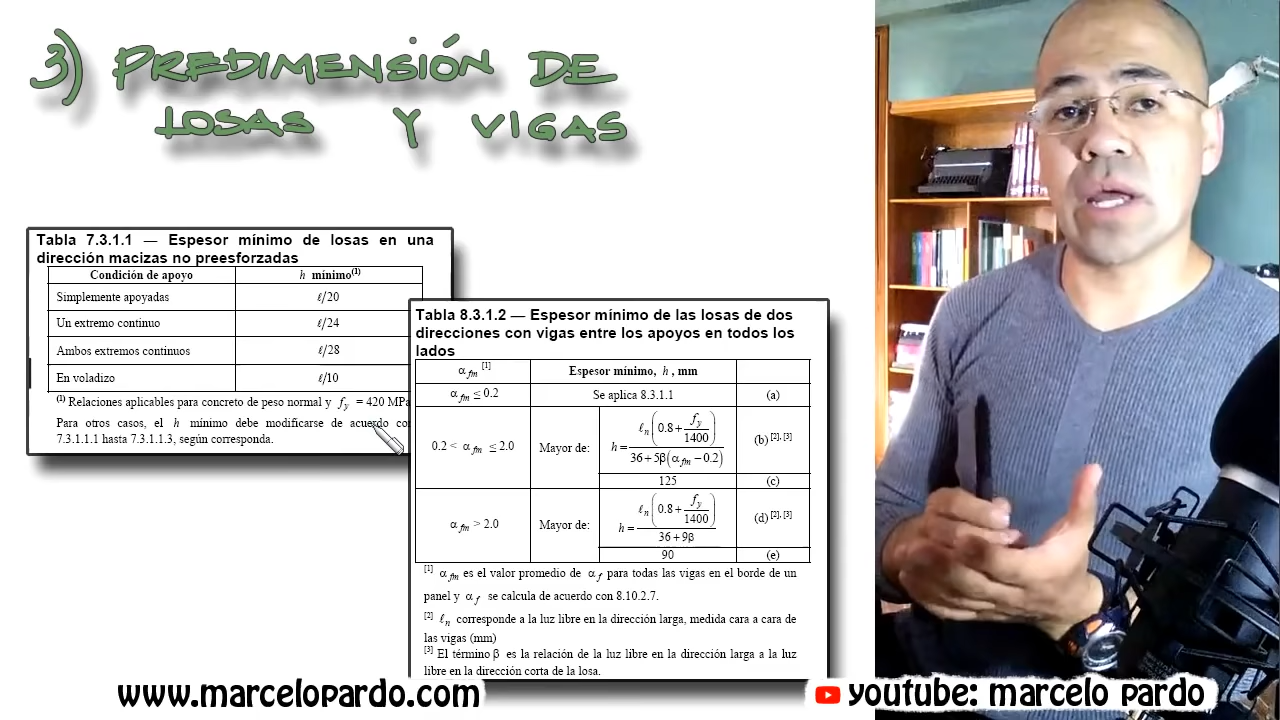 3) PREDIMENSIÓN DE
LOSAS Y VIGAS
Tabla 7.3.1.1 — Espesor mínimo de losas en una
dirección macizas no preesforzadas
Condición de apoyo h mínimo(1)
Simplemente apoyadas ℓ/20
Un extremo continuo ℓ/24
Ambos extremos continuos ℓ/28
En voladizo ℓ/10
(1) Relaciones aplicables para concreto de peso normal y fy = 420 MPa
Para otros casos, el h mínimo debe modificarse de acuerdo
7.3.1.1.1 hasta 7.3.1.1.3, según corresponda.
Tabla 8.3.1.2 — Espesor mínimo de las losas de dos
direcciones con vigas entre los apoyos en todos los
lados
αfm [1] Espesor mínimo, h , mm
αfm ≤ 0.2 Se aplica 8.3.1.1 (a)
0.2 < αfm ≤ 2.0 Mayor de: h = ℓn(0.8 + fy/1400) / 36 + 5β(αfm − 0.2) (b) [2], [3]
125 (c)
αfm > 2.0 Mayor de: h = ℓn(0.8 + fy/1400) / 36 + 9β (d) [2], [3]
90 (e)
[1] αfm es el valor promedio de αf para todas las vigas en el borde de un
panel y αf se calcula de acuerdo con 8.10.2.7.
[2] ℓn corresponde a la luz libre en la dirección larga, medida cara a cara de
las vigas (mm)
[3] El término β es la relación de la luz libre en la dirección larga a la luz
libre en la dirección corta de la losa.
www.marcelopardo.com
youtube: marcelo pardo